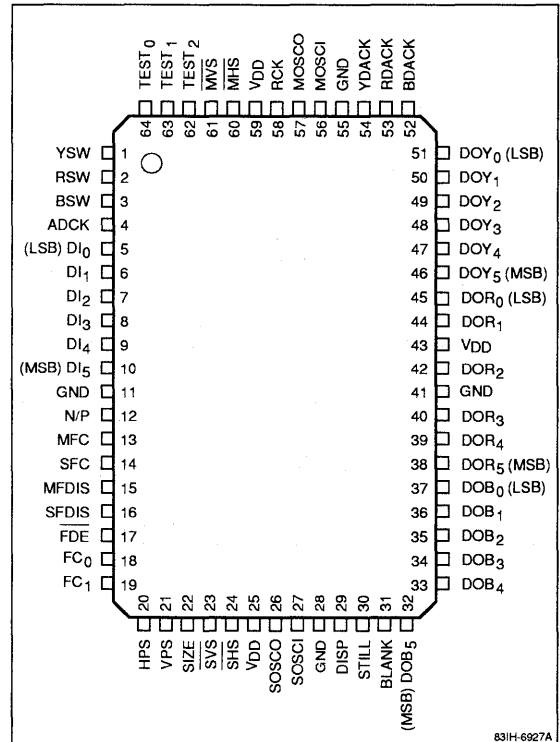 TEST0
TEST1
TEST2
MVS
MHS
VDD
RCK
MOSCO
MOSCI
GND
YDACK
RDACK
BDACK
64 63 62 61 60 59 58 57 56 55 54 53 52
YSW 1
RSW 2
BSW 3
ADCK 4
(LSB) DI0 5
DI1 6
DI2 7
DI3 8
DI4 9
(MSB) DI5 10
GND 11
N/P 12
MFC 13
SFC 14
MFDIS 15
SFDIS 16
FDE 17
FC0 18
FC1 19
51 DOY0 (LSB)
50 DOY1
49 DOY2
48 DOY3
47 DOY4
46 DOY5 (MSB)
45 DOR0 (LSB)
44 DOR1
43 VDD
42 DOR2
41 GND
40 DOR3
39 DOR4
38 DOR5 (MSB)
37 DOB0 (LSB)
36 DOB1
35 DOB2
34 DOB3
33 DOB4
20 21 22 23 24 25 26 27 28 29 30 31 32
HPS
VPS
SIZE
SVS
SHS
VDD
SOSCO
SOSCI
GND
DISP
STILL
BLANK
(MSB) DOB5
83IH-6927A